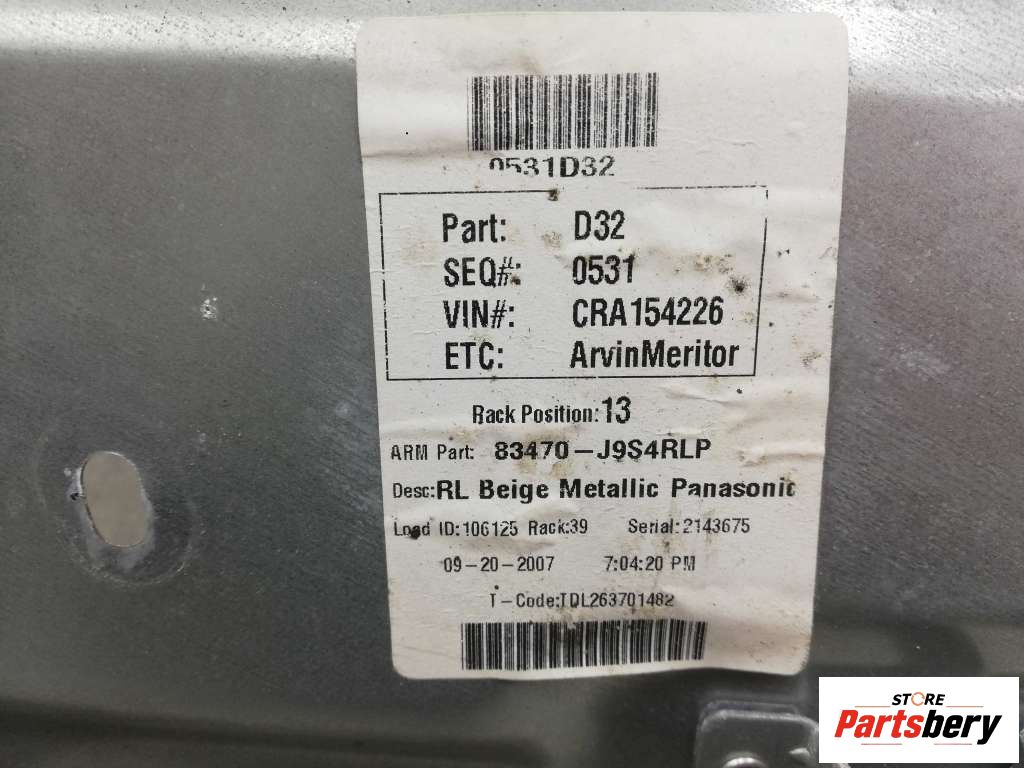 0531D32
Part: D32
SEQ#: 0531
VIN#: CRA154226
ETC: ArvinMeritor
Rack Position: 13
ARM Part: 83470-J9S4RLP
Desc: RL Beige Metallic Panasonic
Load ID: 106125 Rack: 39 Serial: 2143675
09-20-2007 7:04:20 PM
T-Code: TDL263701482
STORE
Partsbery